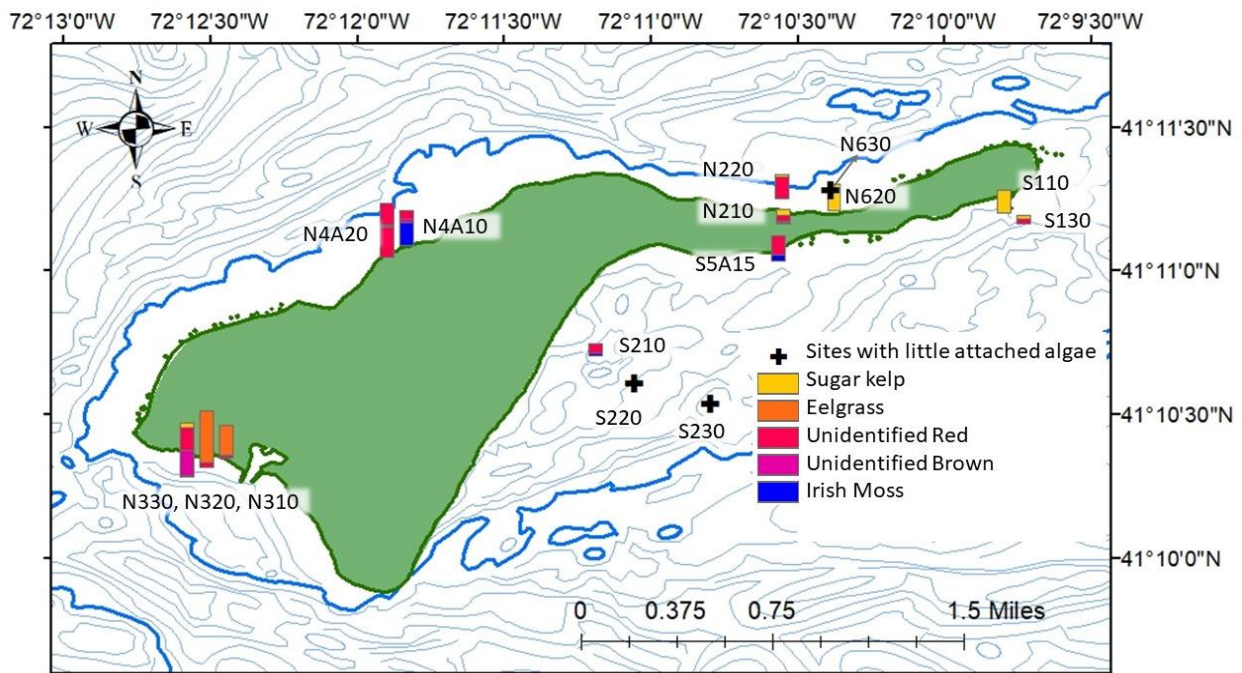 72°13'0"W 72°12'30"W 72°12'0"W 72°11'30"W 72°11'0"W 72°10'30"W 72°10'0"W 72°9'30"W
N
W E
S
41°11'30"N
N630
N220
S110
N620
N210
S130
N4A20
N4A10
S5A15
41°11'0"N
S210
Sites with little attached algae
Sugar kelp
Eelgrass
Unidentified Red
Unidentified Brown
Irish Moss
S220
S230
41°10'30"N
N330, N320, N310
41°10'0"N
0 0.375 0.75 1.5 Miles